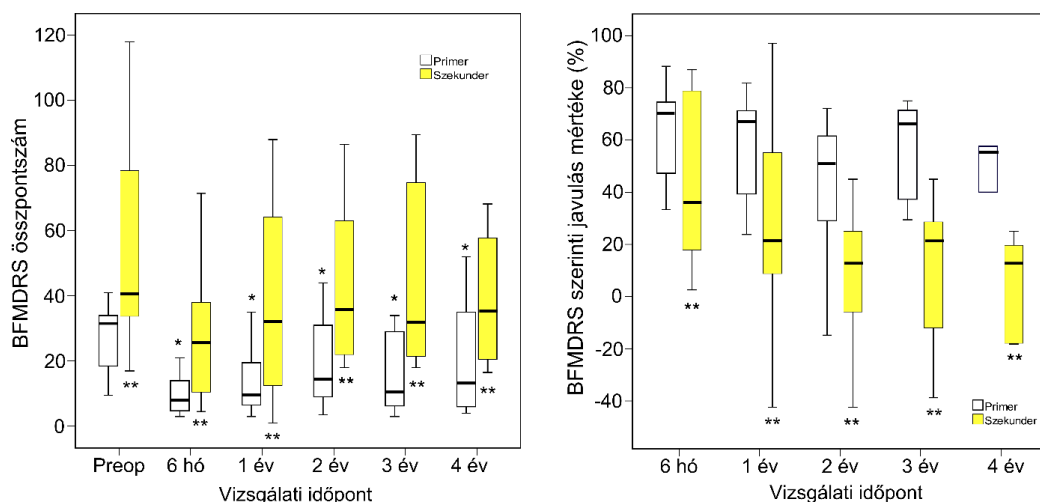 BFMDRS összpontszám
120
100
80
60
40
20
0
Primer
Szekunder
*
*
*
*
*
**
**
**
**
**
**
Preop
6 hó
1 év
2 év
3 év
4 év
Vizsgálati időpont
BFMDRS szerinti javulás mértéke (%)
100
80
60
40
20
0
-20
-40
**
**
**
**
**
Primer
Szekunder
6 hó
1 év
2 év
3 év
4 év
Vizsgálati időpont